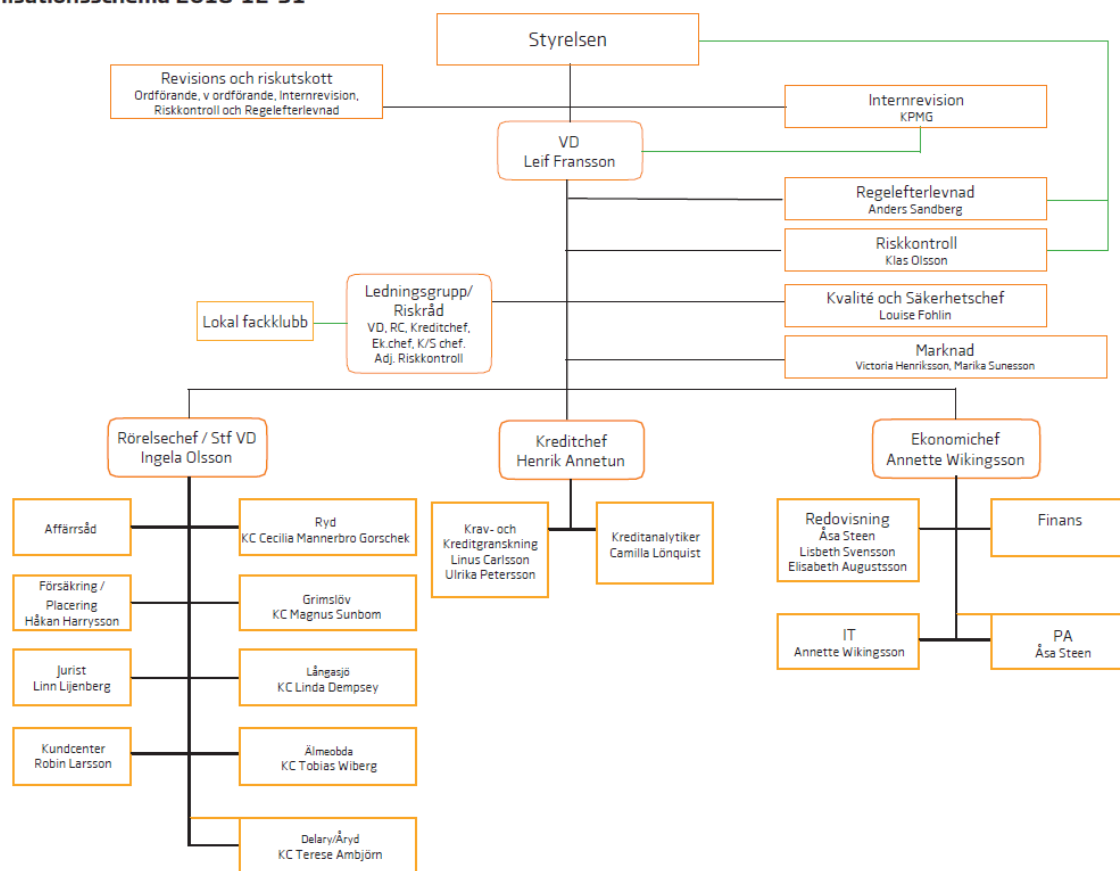 lisationsschema 2018-12-31
Styrelsen
Revisions och riskutskott
Ordförande, v ordförande, Internrevision,
Riskkontroll och Regelefterlevnad
Internrevision
KPMG
VD
Leif Fransson
Regelefterlevnad
Anders Sandberg
Riskkontroll
Klas Olsson
Ledningsgrupp/
Riskråd
VD, RC, Kreditchef,
Ek.chef, K/S chef.
Adj. Riskkontroll
Lokal fackklubb
Kvalité och Säkerhetschef
Louise Fohlin
Marknad
Victoria Henriksson, Marika Sunesson
Rörelsechef / Stf VD
Ingela Olsson
Kreditchef
Henrik Annetun
Ekonomichef
Annette Wikingsson
Affärrsåd
Ryd
KC Cecilia Mannerbro Gorschek
Försäkring /
Placering
Håkan Harrysson
Grimslöv
KC Magnus Sunbom
Jurist
Linn Lijenberg
Långasjö
KC Linda Dempsey
Kundcenter
Robin Larsson
Älmeobda
KC Tobias Wiberg
Delary/Åryd
KC Terese Ambjörn
Krav- och
Kreditgranskning
Linus Carlsson
Ulrika Petersson
Kreditanalytiker
Camilla Lönquist
Redovisning
Åsa Steen
Lisbeth Svensson
Elisabeth Augustsson
Finans
IT
Annette Wikingsson
PA
Åsa Steen